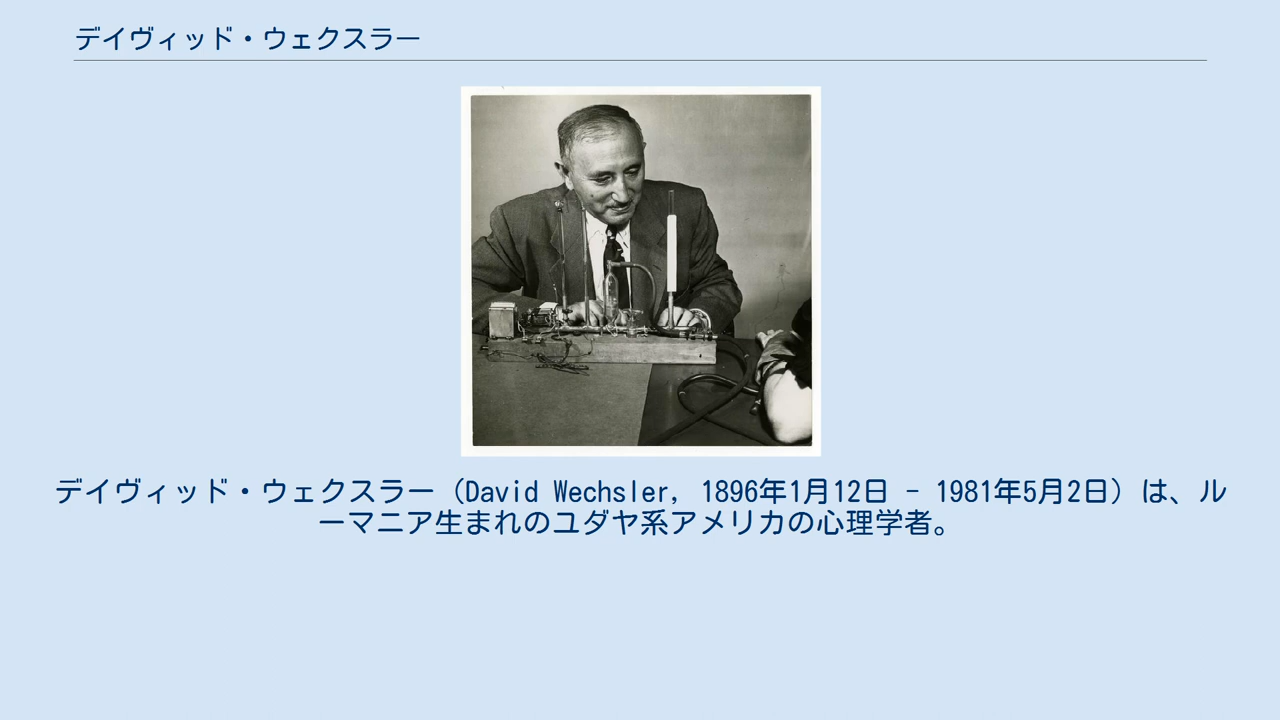 デイヴィッド・ウェクスラー
デイヴィッド・ウェクスラー（David Wechsler, 1896年1月12日 - 1981年5月2日）は、ル
ーマニア生まれのユダヤ系アメリカの心理学者。